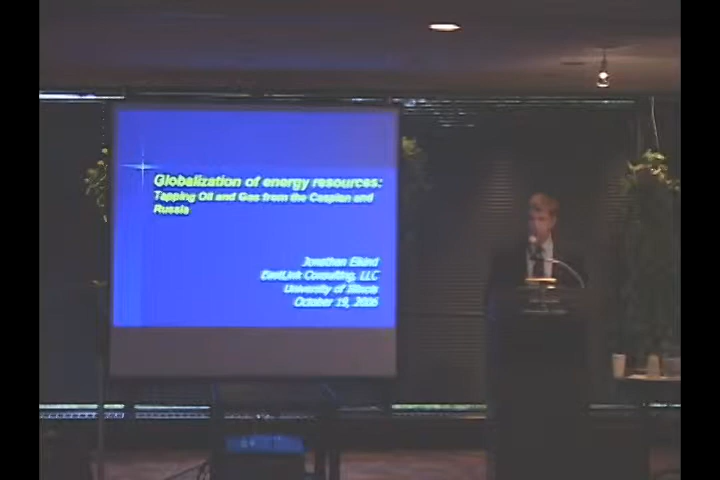 Globalization of energy resources:
Tapping Oil and Gas from the Caspian and
Russia
Jonathan Elkind
EastLink Consulting, LLC
University of Illinois
October 19, 2006